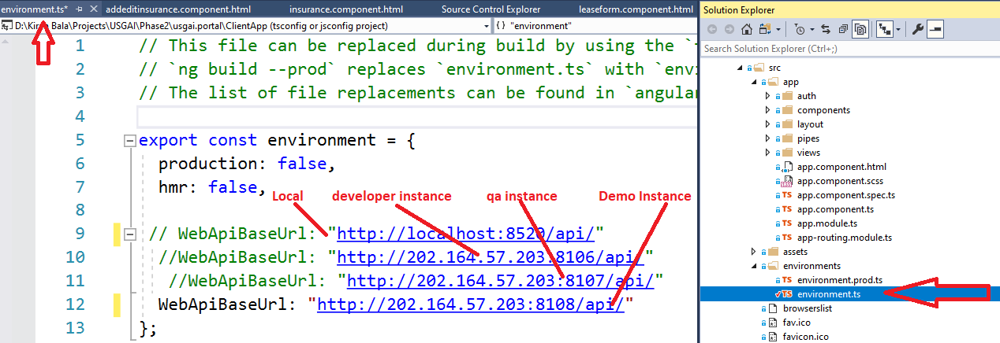 environment.ts* addeditinsurance.component.html insurance.component.html Source Control Explorer leaseform.component.html
D:\Kir Bala\Projects\USGAI\Phase2\usgai.portal\ClientApp (tsconfig or jsconfig project) {} "environment"
1 // This file can be replaced during build by using the `
2 // `ng build --prod` replaces `environment.ts` with `env
3 // The list of file replacements can be found in `angular
4
5 export const environment = {
6 production: false,
7 hmr: false,
Local developer instance qa instance Demo Instance
8
9 // WebApiBaseUrl: "http://localhost:8520/api/"
10 //WebApiBaseUrl: "http://202.164.57.203:8106/api/"
11 //WebApiBaseUrl: "http://202.164.57.203:8107/api/"
12 WebApiBaseUrl: "http://202.164.57.203:8108/api/"
13 };
Solution Explorer
Search Solution Explorer (Ctrl+;)
src
app
auth
components
layout
pipes
views
app.component.html
app.component.scss
TS app.component.spec.ts
TS app.component.ts
TS app.module.ts
TS app-routing.module.ts
assets
environments
TS environment.prod.ts
TS environment.ts
browserslist
fav.ico
favicon.ico